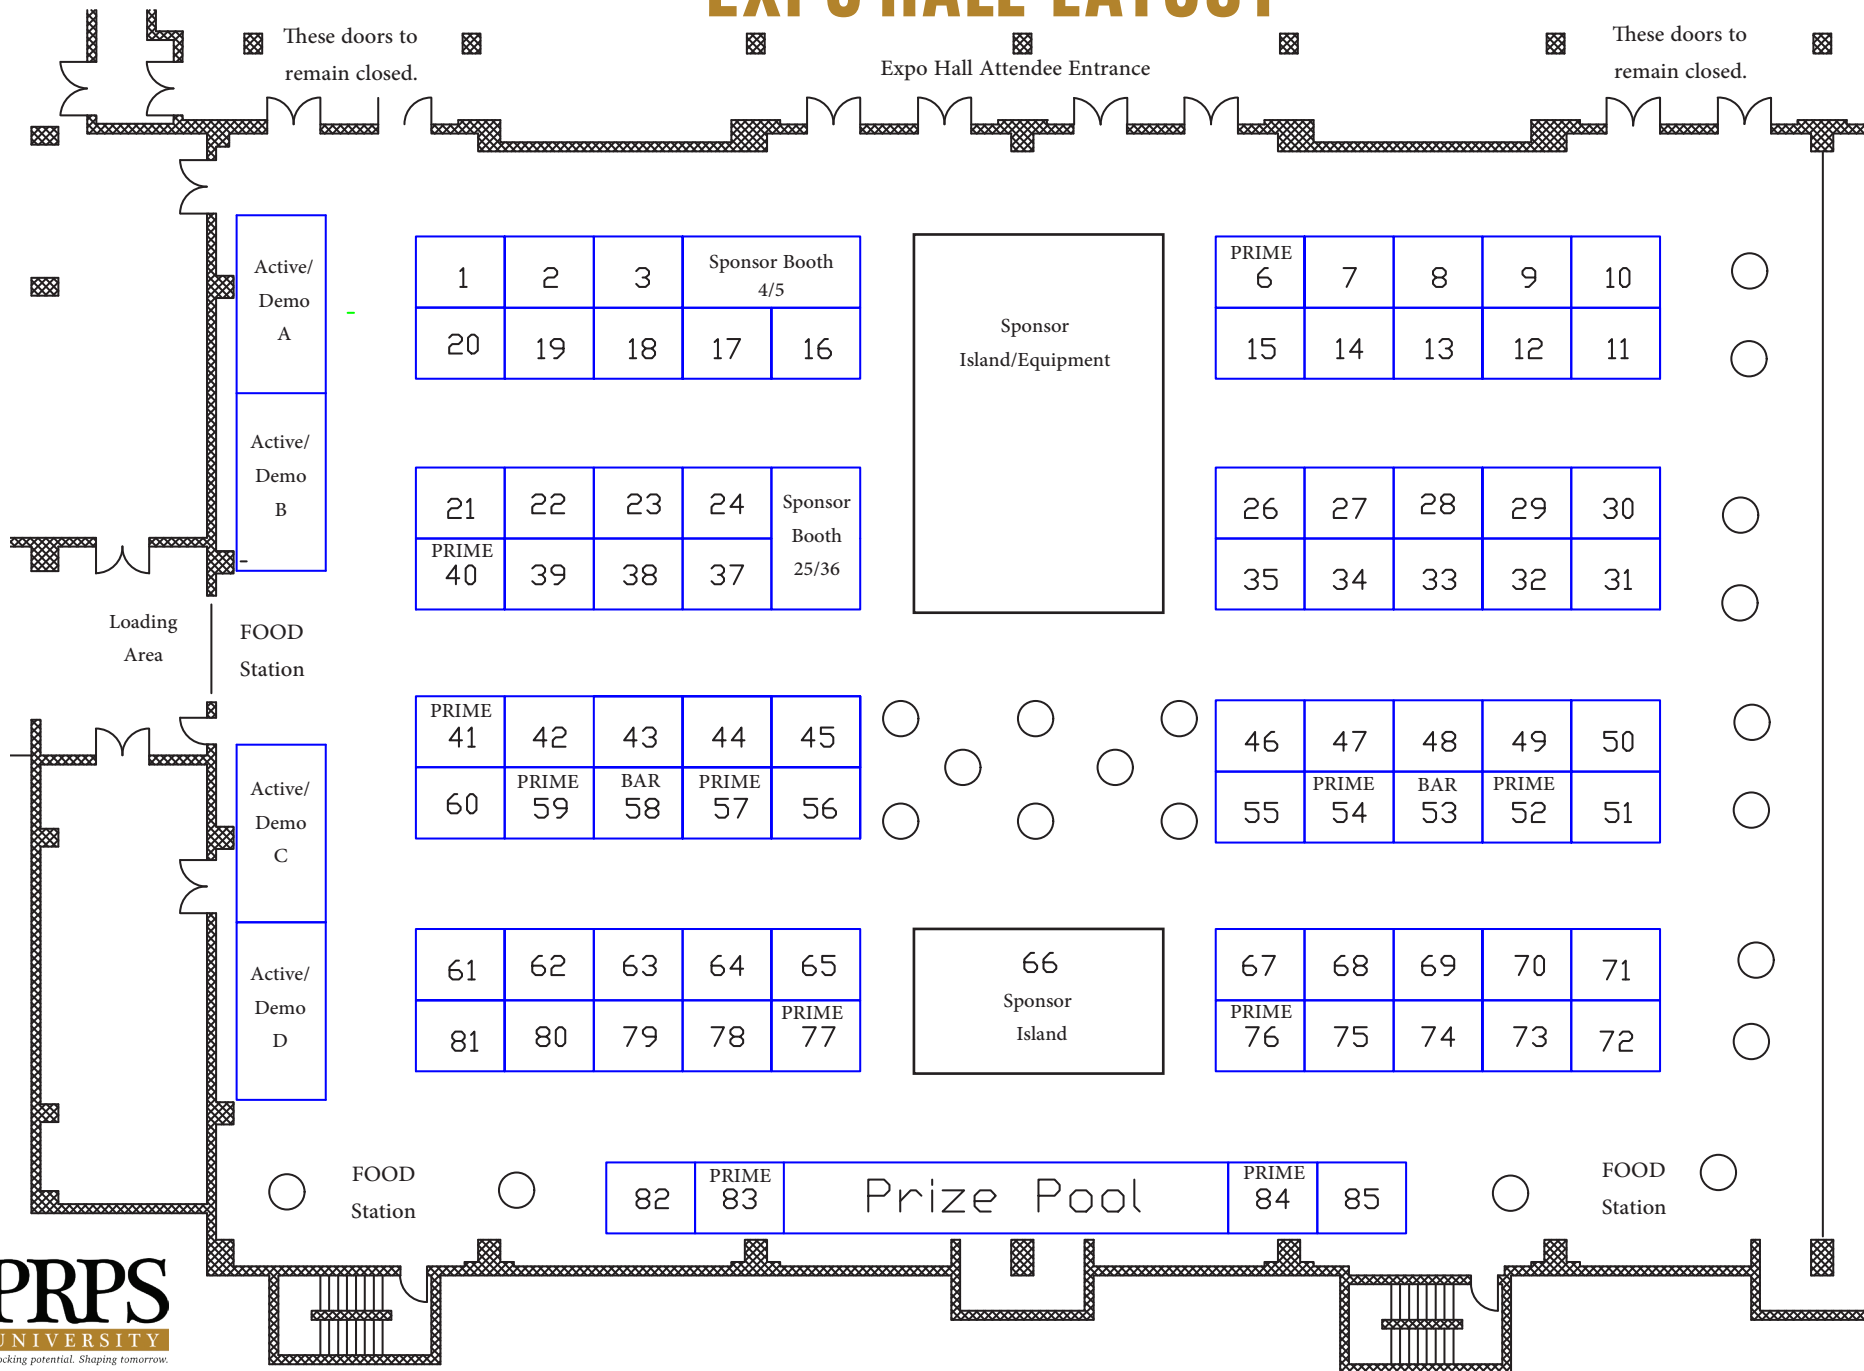 EXPO HALL LAYOUT
These doors to
remain closed.
Expo Hall Attendee Entrance
These doors to
remain closed.
Active/
Demo
A
1 2 3 Sponsor Booth
4/5
20 19 18 17 16
Sponsor
Island/Equipment
PRIME
6 7 8 9 10
15 14 13 12 11
Active/
Demo
B
21 22 23 24 Sponsor
Booth
25/36
PRIME
40 39 38 37
26 27 28 29 30
35 34 33 32 31
Loading
Area
FOOD
Station
PRIME
41 42 43 44 45
PRIME BAR PRIME
60 59 58 57 56
46 47 48 49 50
PRIME BAR PRIME
55 54 53 52 51
Active/
Demo
C
Active/
Demo
D
61 62 63 64 65
PRIME
81 80 79 78 77
66
Sponsor
Island
67 68 69 70 71
PRIME
76 75 74 73 72
FOOD
Station
PRIME PRIME
82 83 Prize Pool 84 85
FOOD
Station
PRPS
UNIVERSITY
ocking potential. Shaping tomorrow.